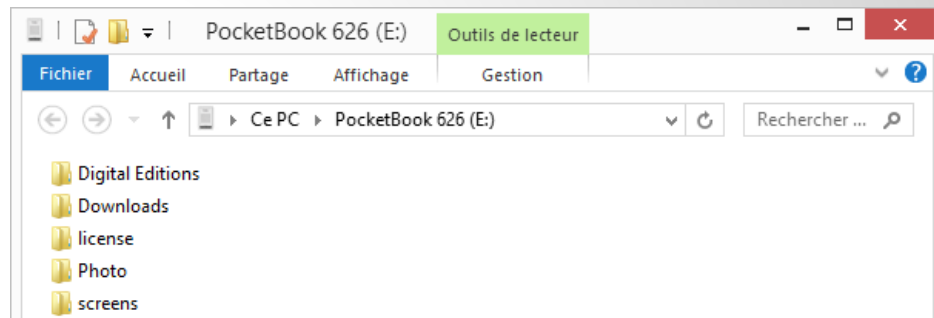 PocketBook 626 (E:) Outils de lecteur
Fichier Accueil Partage Affichage Gestion
Ce PC PocketBook 626 (E:) Rechercher ...
Digital Editions
Downloads
license
Photo
screens